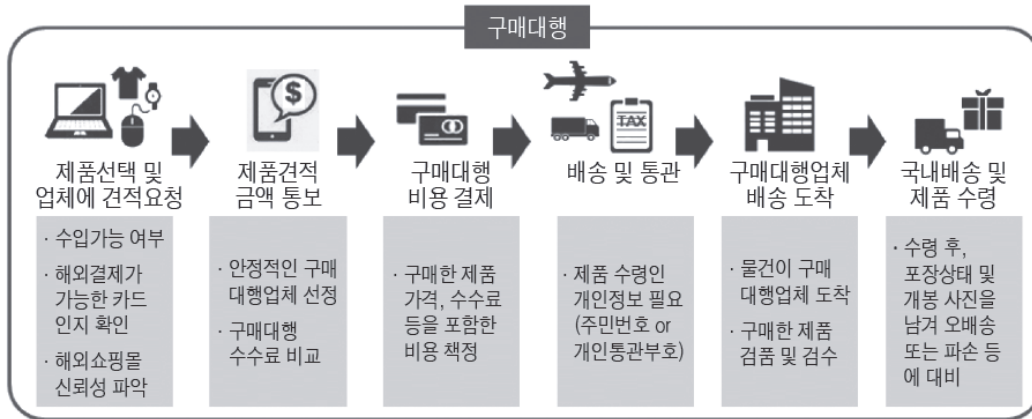 구매대행
$
TAX
제품선택 및
업체에 견적요청
제품견적
금액 통보
구매대행
비용 결제
배송 및 통관
구매대행업체
배송 도착
국내배송 및
제품 수령
· 수입가능 여부
· 해외결제가
가능한 카드
인지 확인
· 해외쇼핑몰
신뢰성 파악
· 안정적인 구매
대행업체 선정
· 구매대행
수수료 비교
· 구매한 제품
가격, 수수료
등을 포함한
비용 책정
· 제품 수령인
개인정보 필요
(주민번호 or
개인통관부호)
· 물건이 구매
대행업체 도착
· 구매한 제품
검품 및 검수
· 수령 후,
포장상태 및
개봉 사진을
남겨 오배송
또는 파손 등
에 대비